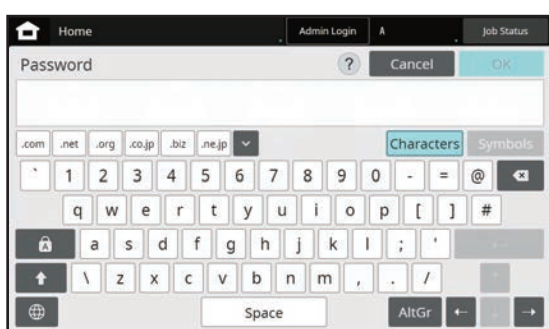 Home Admin Login A Job Status
Password ? Cancel OK
.com .net .org .co.jp .biz .ne.jp Characters Symbols
` 1 2 3 4 5 6 7 8 9 0 - = @
q w e r t y u i o p [ ] #
A a s d f g h j k l ; '
\ z x c v b n m , . /
Space AltGr